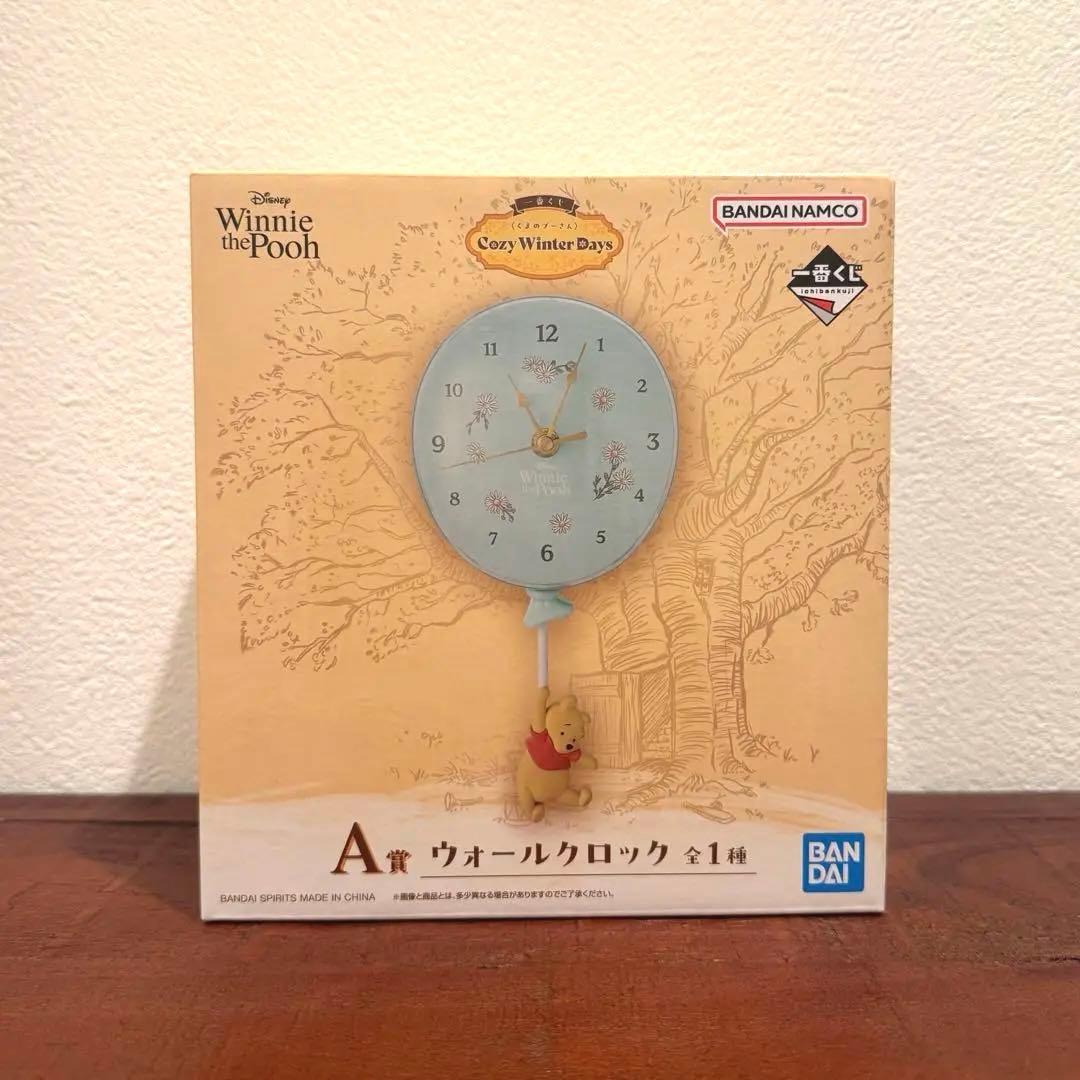 Disney
Winnie
the Pooh
一番くじ
〈くまのプーさん〉
Cozy Winter Days
BANDAI NAMCO
一番くじ
ichibankuji
12
11
1
10
2
9
3
8
4
7
5
6
Disney
Winnie
the Pooh
A賞 ウォールクロック 全1種
BAN
DAI
BANDAI SPIRITS MADE IN CHINA ※画像と商品とは、多少異なる場合がありますのでご了承ください。